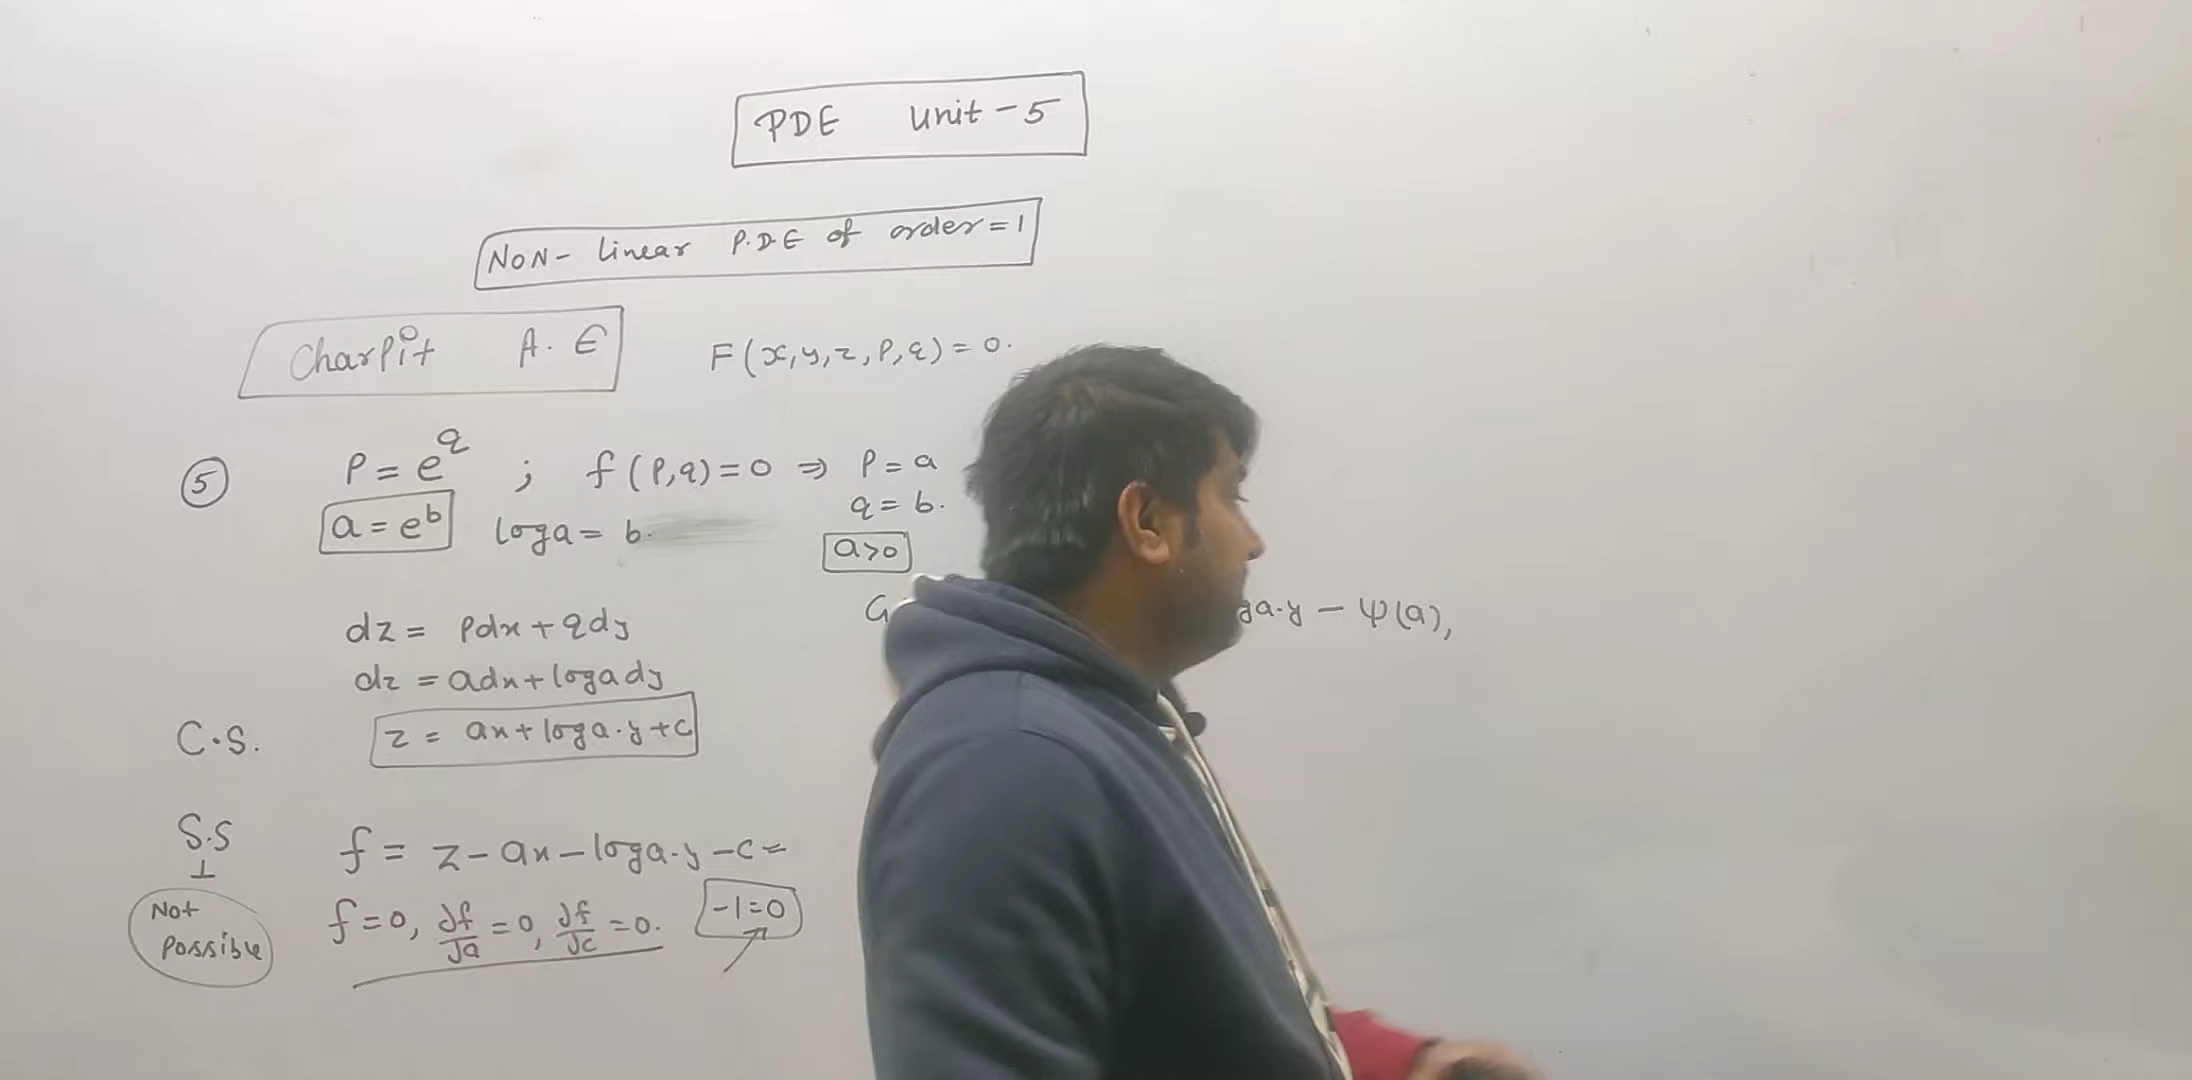 PDE Unit - 5
NON- linear P.D.E of order = 1
Charpit A. E F(x,y,z,p,q) = 0.
⑤ p = e^q ; f(p,q) = 0 ⇒ p = a
q = b.
a = e^b log a = b. a>0
dz = pdx + qdy
G a.y - ψ(a),
dz = adx + log a dy
C.S. z = ax + log a.y + c
S.S f = z - ax - log a.y - c =
Not possible f = 0, ∂f/∂a = 0, ∂f/∂c = 0. -1 = 0